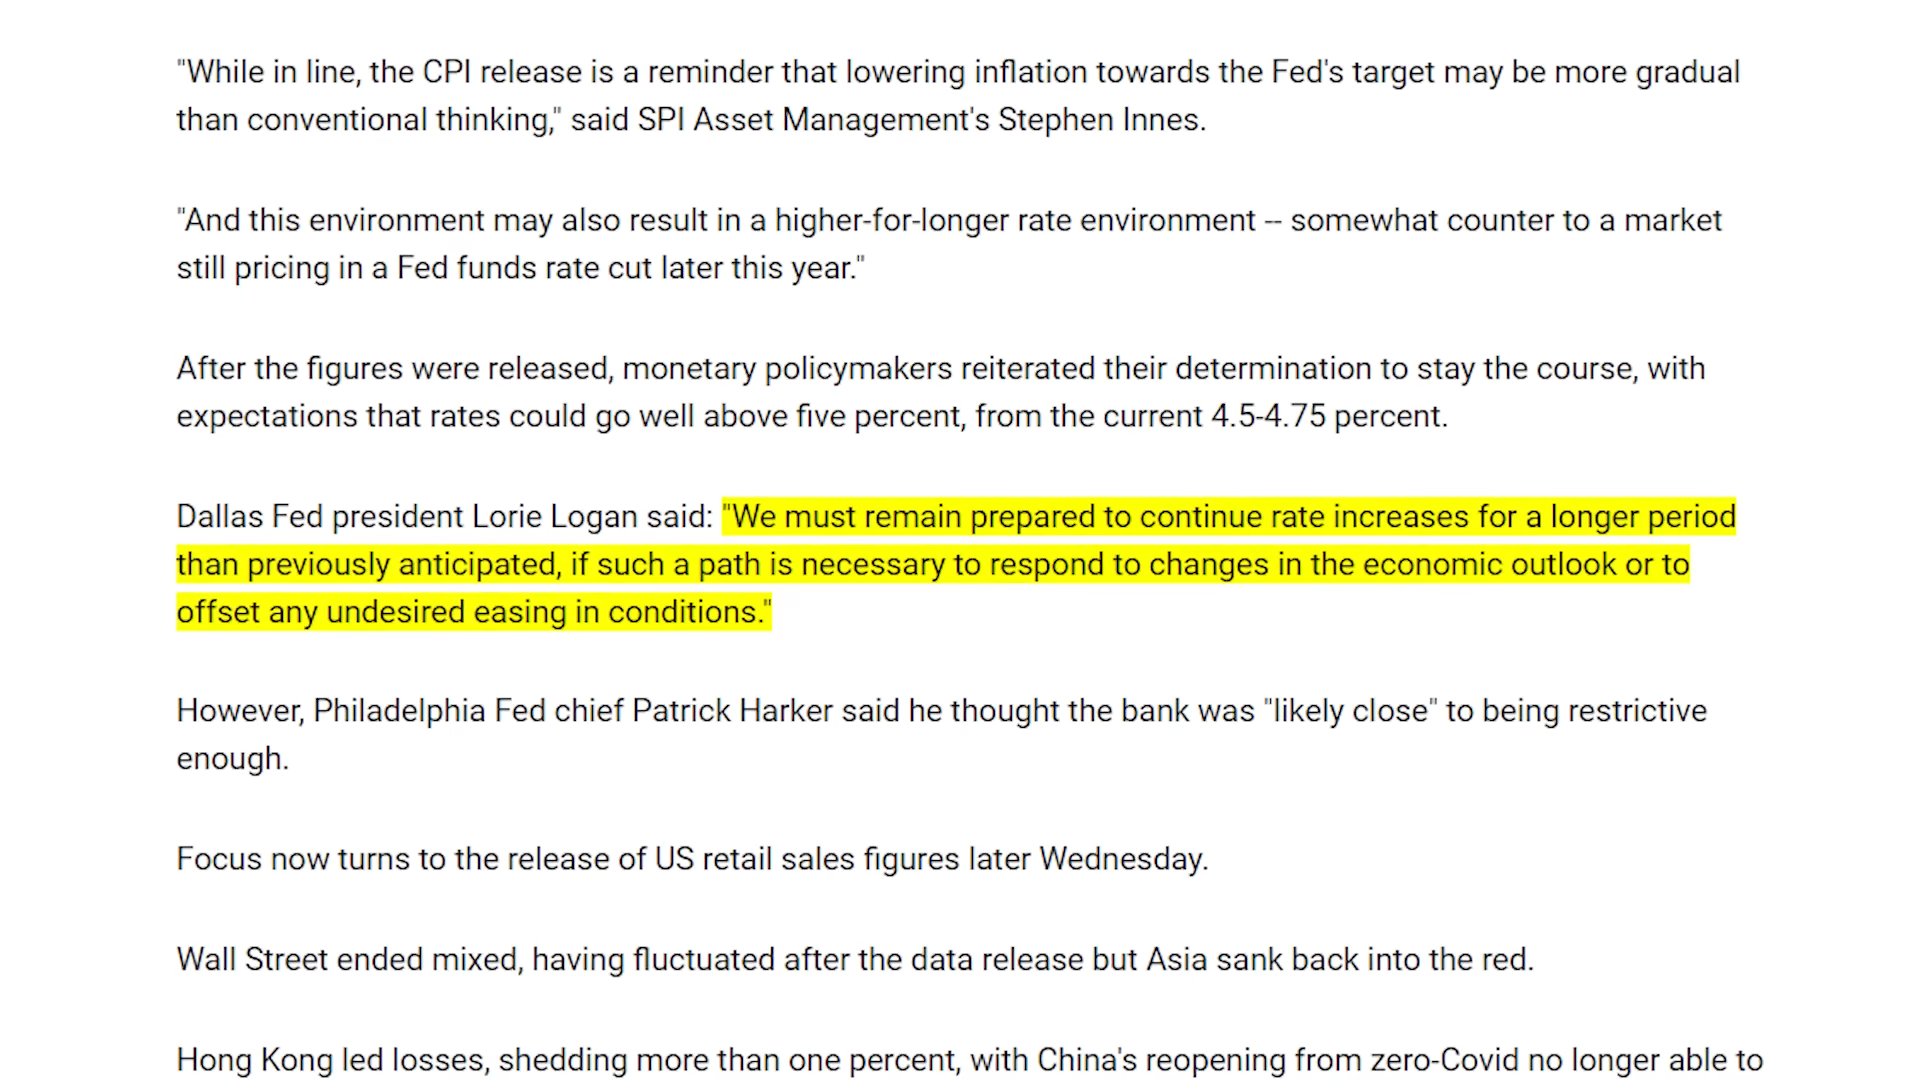 "While in line, the CPI release is a reminder that lowering inflation towards the Fed's target may be more gradual
than conventional thinking," said SPI Asset Management's Stephen Innes.
"And this environment may also result in a higher-for-longer rate environment -- somewhat counter to a market
still pricing in a Fed funds rate cut later this year."
After the figures were released, monetary policymakers reiterated their determination to stay the course, with
expectations that rates could go well above five percent, from the current 4.5-4.75 percent.
Dallas Fed president Lorie Logan said: "We must remain prepared to continue rate increases for a longer period
than previously anticipated, if such a path is necessary to respond to changes in the economic outlook or to
offset any undesired easing in conditions."
However, Philadelphia Fed chief Patrick Harker said he thought the bank was "likely close" to being restrictive
enough.
Focus now turns to the release of US retail sales figures later Wednesday.
Wall Street ended mixed, having fluctuated after the data release but Asia sank back into the red.
Hong Kong led losses, shedding more than one percent, with China's reopening from zero-Covid no longer able to